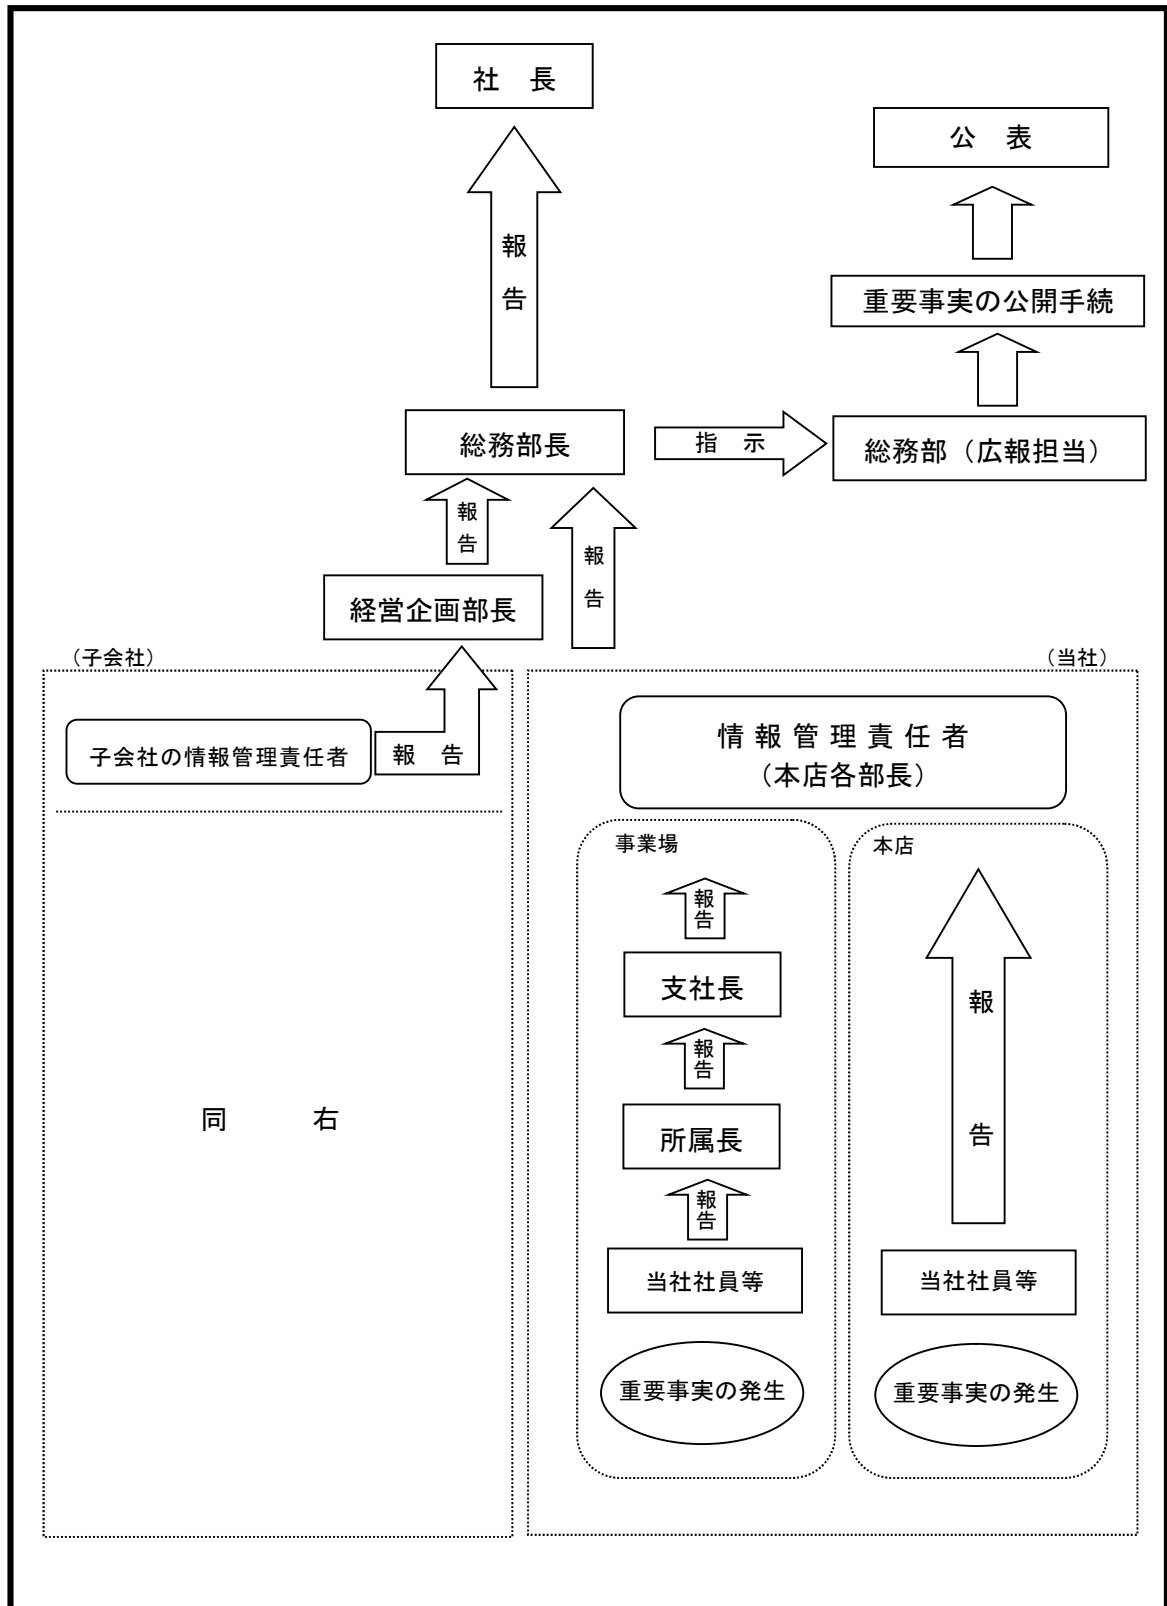 社　長
公　表
報
告
重要事実の公開手続
総務部長
指　示
総務部（広報担当）
報
告
報
告
経営企画部長
（子会社）
（当社）
子会社の情報管理責任者
報　告
情報管理責任者
（本店各部長）
事業場
本店
報
告
支社長
報
告
報
告
所属長
同　　　右
報
告
当社社員等
当社社員等
重要事実の発生
重要事実の発生